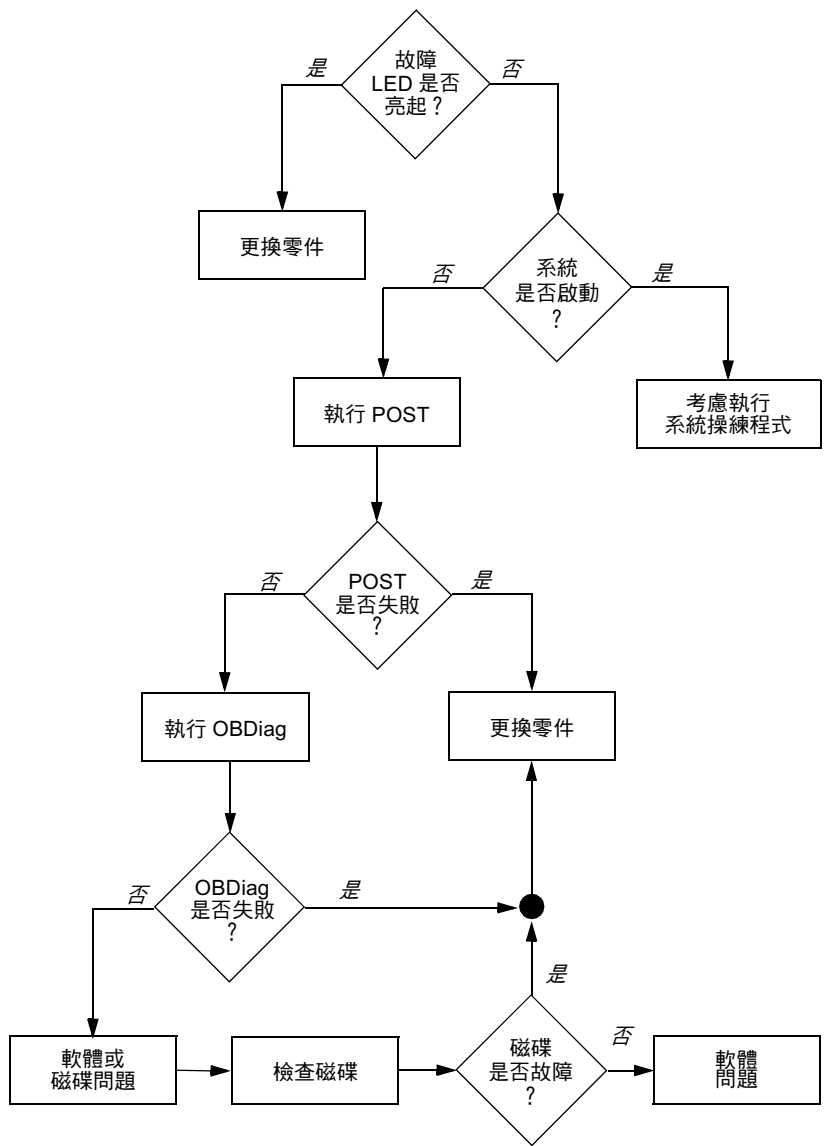 故障
LED 是否
亮起？
是
否
更換零件
系統
是否啟動
？
否
是
執行 POST
考慮執行
系統操練程式
POST
是否失敗
？
否
是
執行 OBDiag
更換零件
OBDiag
是否失敗
？
否
是
是
軟體或
磁碟問題
檢查磁碟
磁碟
是否故障
？
否
軟體
問題